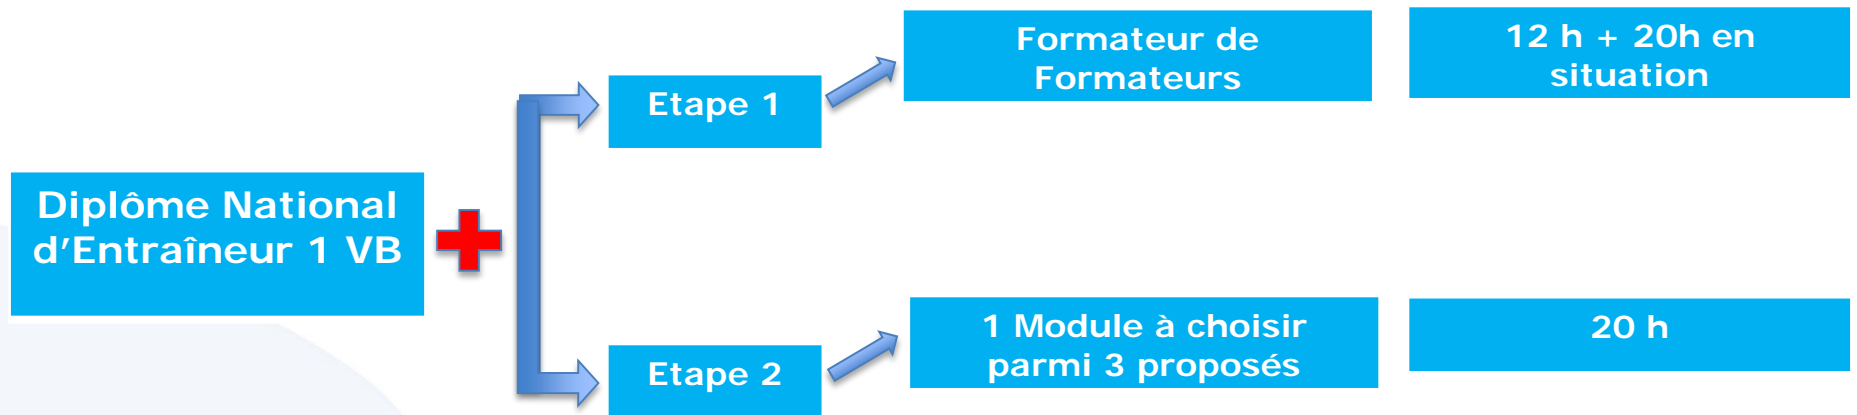 Diplôme National
d’Entraîneur 1 VB
Etape 1
Formateur de
Formateurs
12 h + 20h en
situation
Etape 2
1 Module à choisir
parmi 3 proposés
20 h